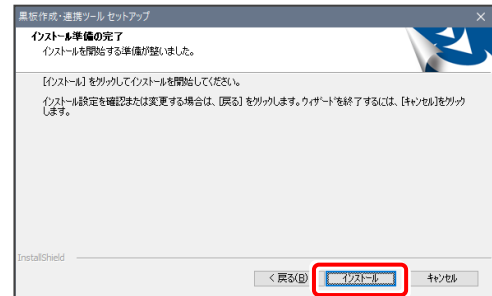 黒板作成・連携ツール セットアップ
インストール準備の完了
インストールを開始する準備が整いました。
[インストール] をクリックしてインストールを開始してください。
インストール設定を確認または変更する場合は、[戻る] をクリックします。ウィザードを終了するには、[キャンセル]をクリック
します。
InstallShield
< 戻る(B) インストール キャンセル